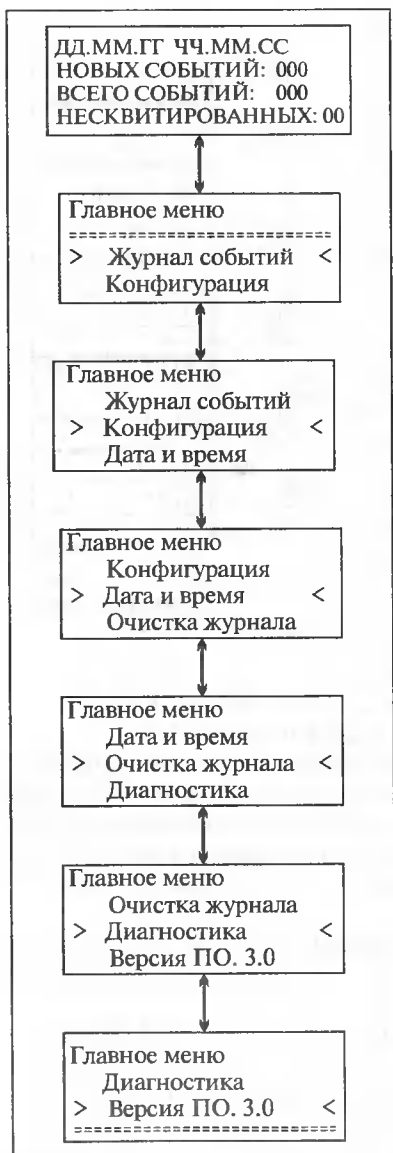 ДД.ММ.ГГ ЧЧ.ММ.СС
НОВЫХ СОБЫТИЙ: 000
ВСЕГО СОБЫТИЙ: 000
НЕСКВИТИРОВАННЫХ: 00
Главное меню
==============================
> Журнал событий <
Конфигурация
Главное меню
Журнал событий
> Конфигурация <
Дата и время
Главное меню
Конфигурация
> Дата и время <
Очистка журнала
Главное меню
Дата и время
> Очистка журнала <
Диагностика
Главное меню
Очистка журнала
> Диагностика <
Версия ПО. 3.0
Главное меню
Диагностика
> Версия ПО. 3.0 <
==============================